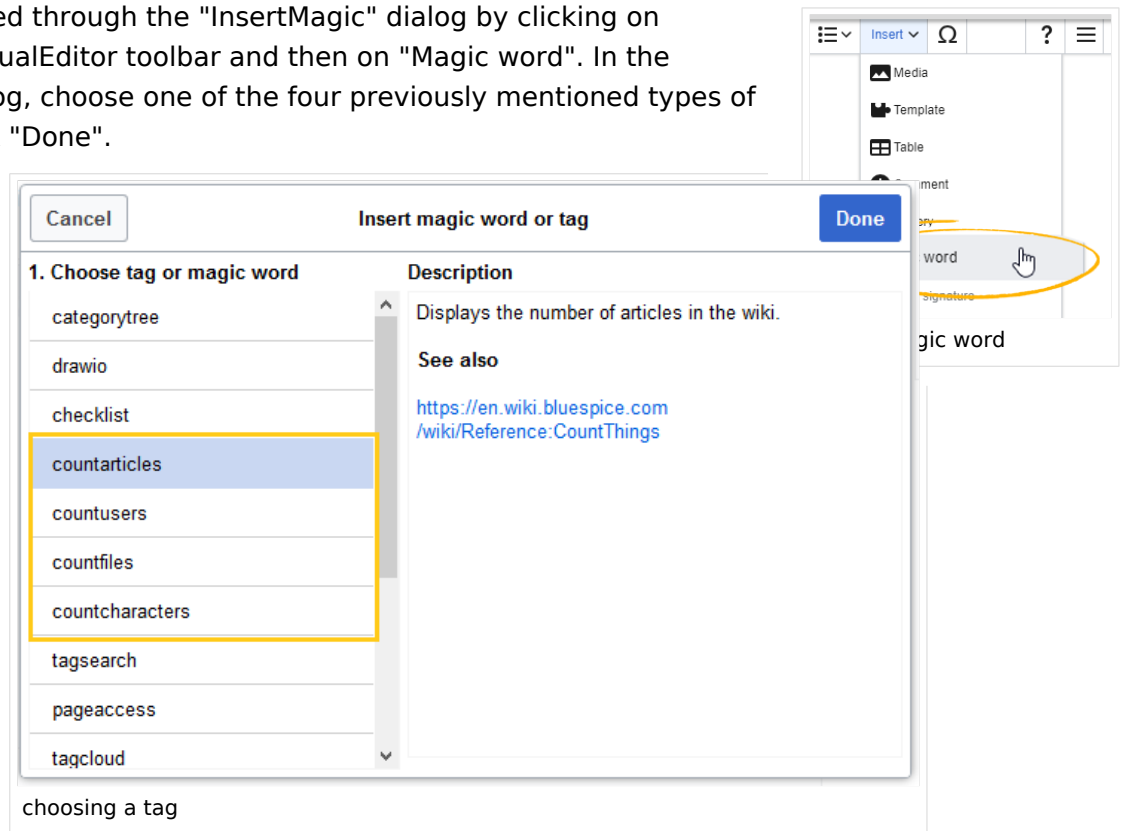 ed through the "InsertMagic" dialog by clicking on
ualEditor toolbar and then on "Magic word". In the
og, choose one of the four previously mentioned types of
"Done".
Insert Ω ?
Media
Template
Table
ment
ory
word
signature
gic word
Cancel Insert magic word or tag Done
1. Choose tag or magic word
categorytree
drawio
checklist
countarticles
countusers
countfiles
countcharacters
tagsearch
pageaccess
tagcloud
Description
Displays the number of articles in the wiki.
See also
https://en.wiki.bluespice.com
/wiki/Reference:CountThings
choosing a tag